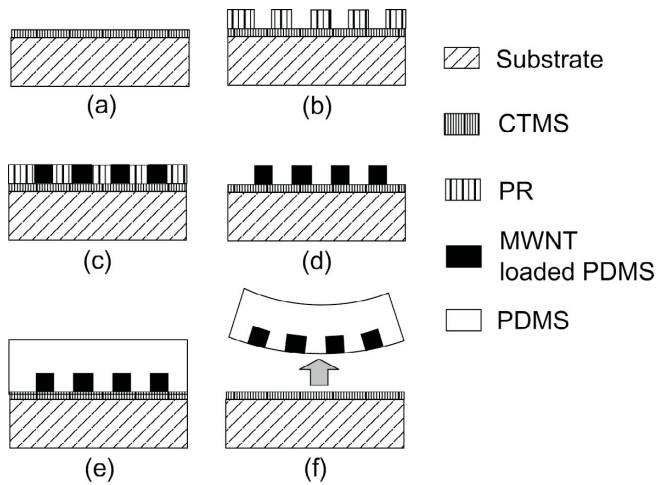 (a)
(b)
Substrate
CTMS
(c)
(d)
PR
MWNT
loaded PDMS
PDMS
(e)
(f)